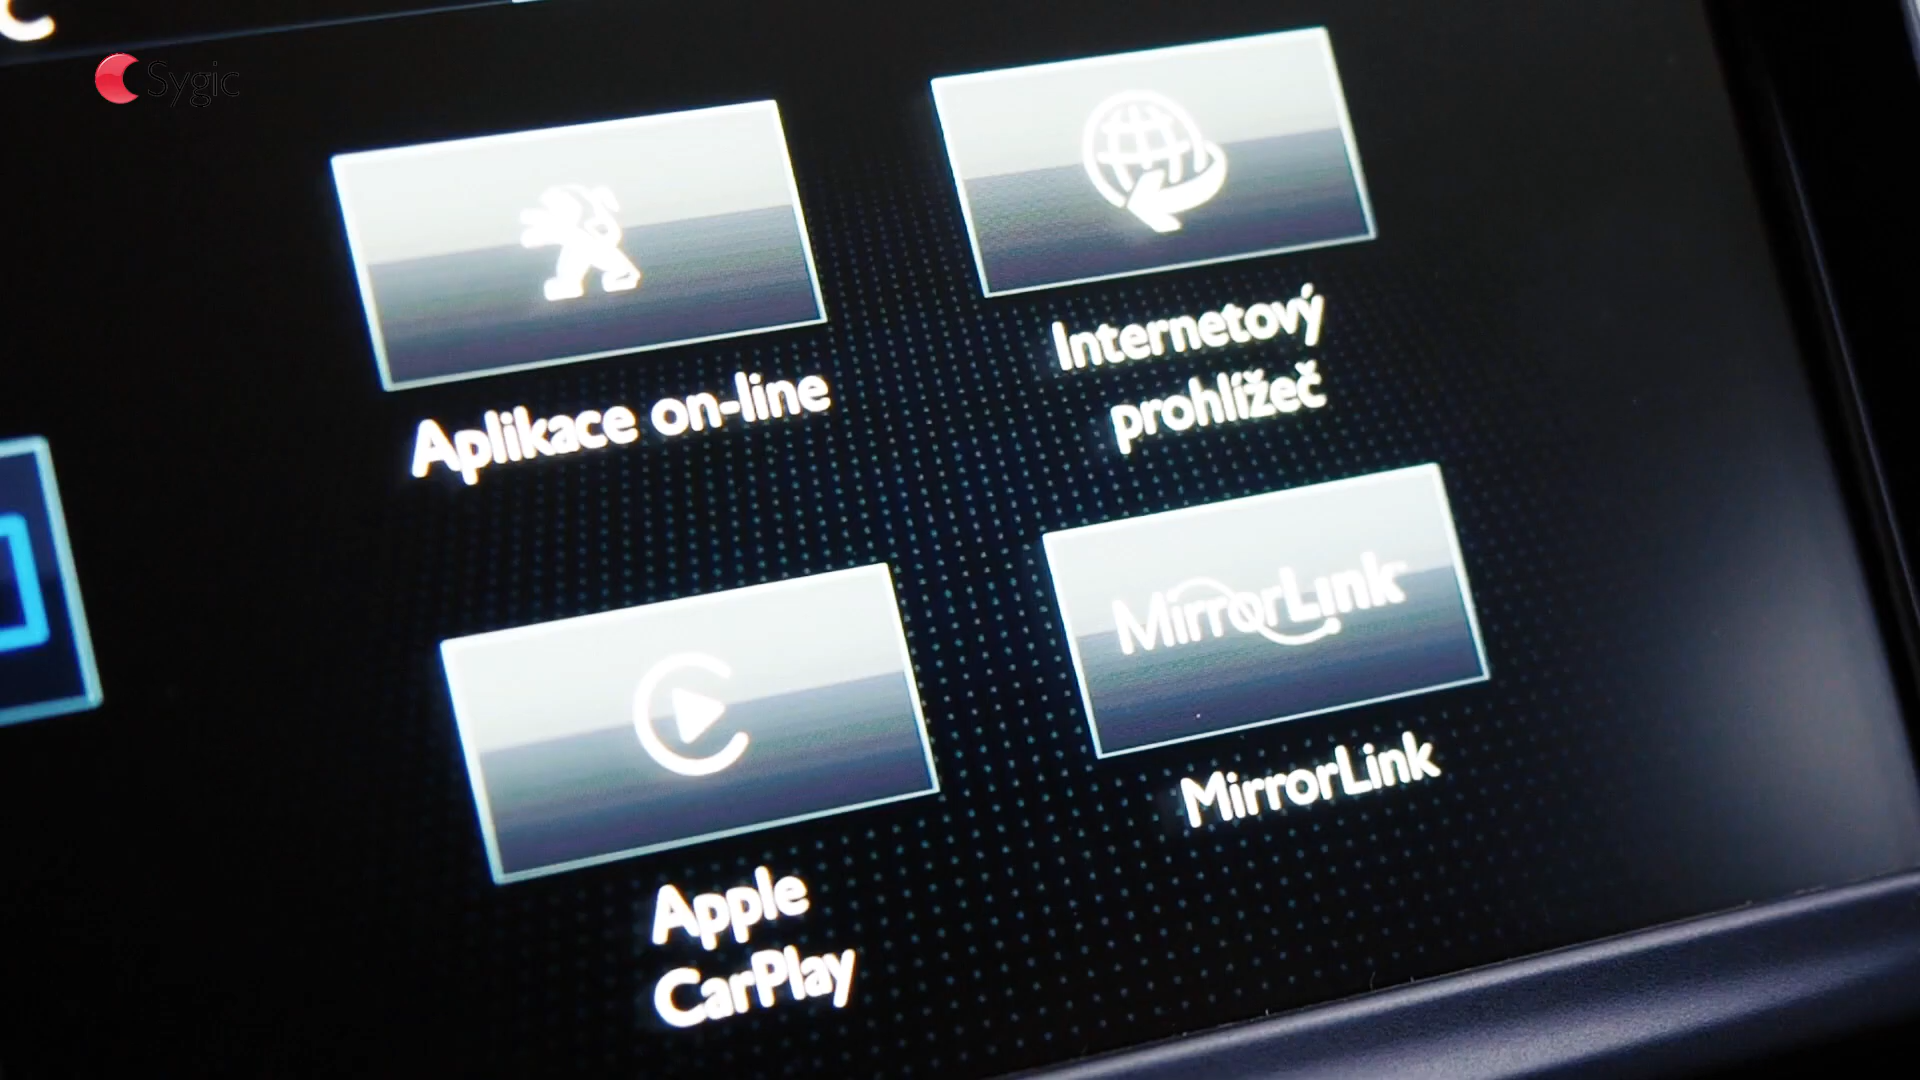 Sygic
Aplikace on-line
Internetový
prohlížeč
MirrorLink
Apple
CarPlay
MirrorLink